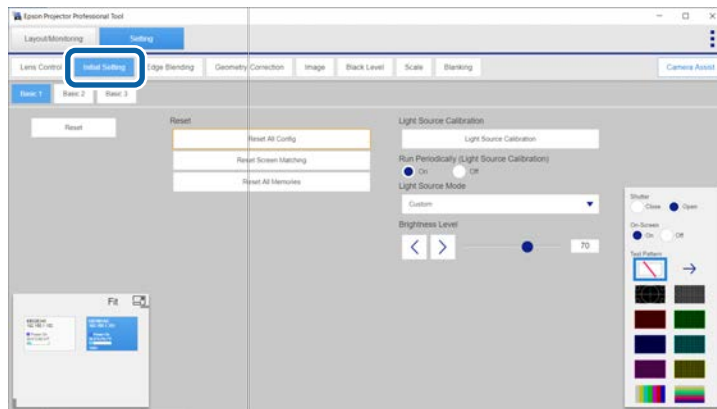 Epson Projector Professional Tool
Layout/Monitoring
Setting
Lens Control
Initial Setting
Edge Blending
Geometry Correction
Image
Black Level
Scale
Blanking
Camera Assist
Basic 1
Basic 2
Basic 3
Reset
Reset
Reset All Config
Reset Screen Matching
Reset All Memories
Light Source Calibration
Light Source Calibration
Run Periodically (Light Source Calibration)
On
Off
Light Source Mode
Custom
Brightness Level
70
Shutter
Close
Open
On-Screen
On
Off
Test Pattern
Fit